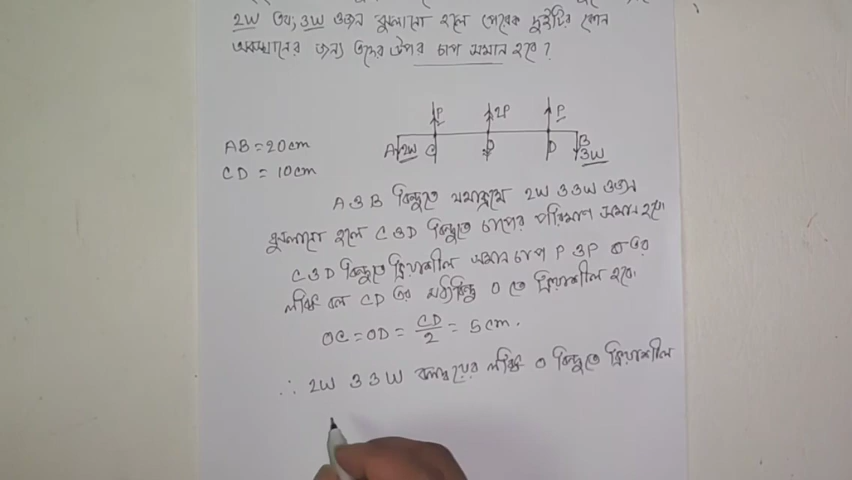 2W এবং 3W ওজন ঝুলানো হলে পেরেক দুইটির কোন
অবস্থানের জন্য তাদের উপর চাপ সমান হবে?
P 2P P
AB = 20cm
A 2W C D B
3W
CD = 10cm
A ও B বিন্দুতে যথাক্রমে 2W ও 3W ওজন
ঝুলানো হলে C ও D বিন্দুতে চাপের পরিমাণ সমান হবে।
C ও D বিন্দুতে ক্রিয়াশীল সমান চাপ P ও P এর
লব্ধি বল CD এর মধ্যবিন্দু O তে ক্রিয়াশীল হবে।
OC = OD = CD/2 = 5cm.
∴ 2W ও 3W বলদ্বয়ের লব্ধি O বিন্দুতে ক্রিয়াশীল